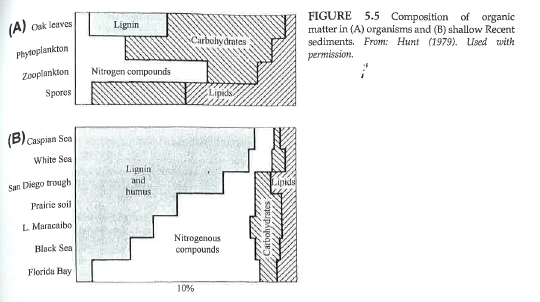 (A) Oak leaves
Phytoplankton
Zooplankton
Spores
Lignin
Carbohydrates
Nitrogen compounds
Lipids
FIGURE 5.5 Composition of organic
matter in (A) organisms and (B) shallow Recent
sediments. From: Hunt (1979). Used with
permission.
(B) Caspian Sea
White Sea
San Diego trough
Prairie soil
L. Maracaibo
Black Sea
Florida Bay
Lignin
and
humus
Nitrogenous
compounds
Carbohydrates
Lipids
10%